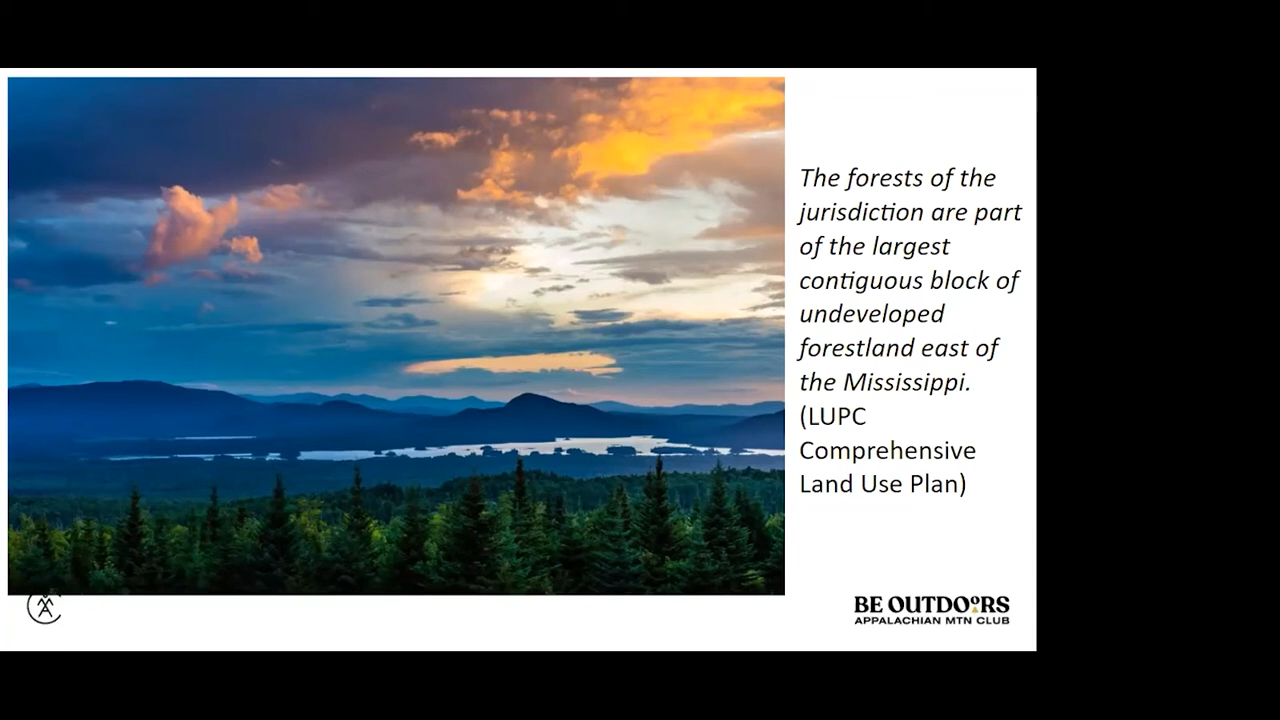 The forests of the
jurisdiction are part
of the largest
contiguous block of
undeveloped
forestland east of
the Mississippi.
(LUPC
Comprehensive
Land Use Plan)
BE OUTDOORS
APPALACHIAN MTN CLUB